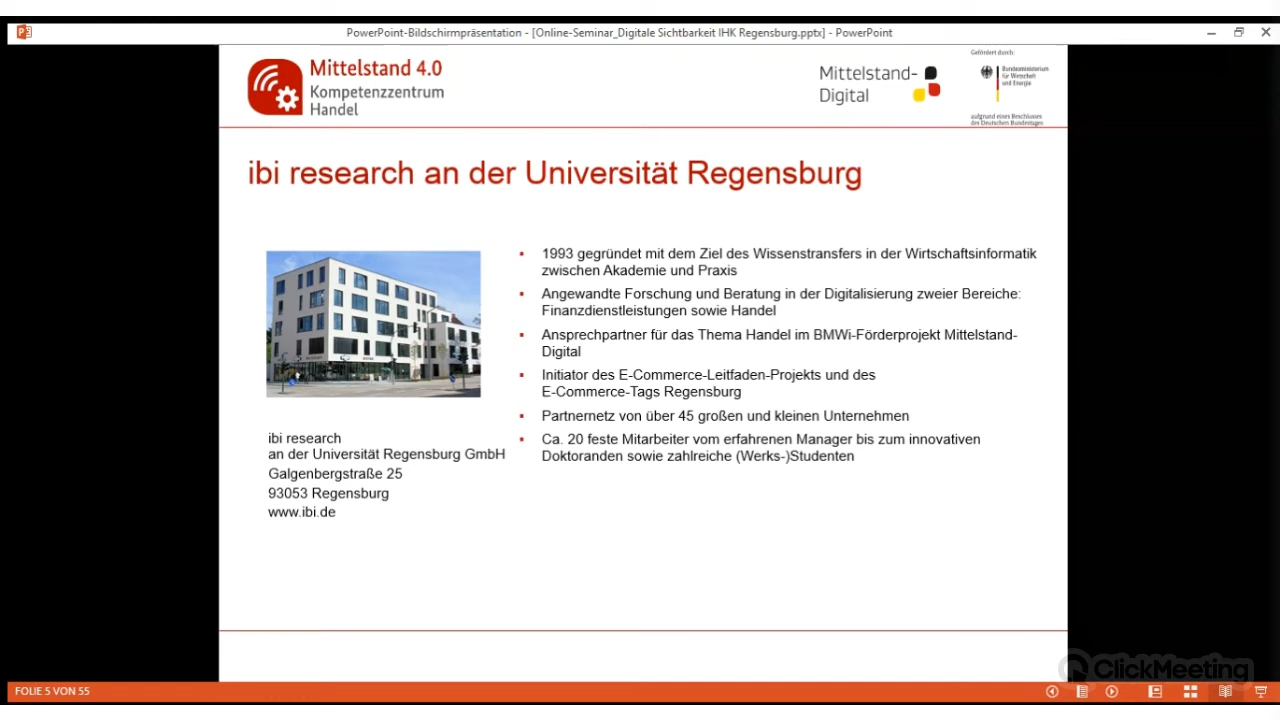 PowerPoint-Bildschirmpräsentation - [Online-Seminar_Digitale Sichtbarkeit IHK Regensburg.pptx] - PowerPoint
Mittelstand 4.0
Kompetenzzentrum
Handel
Mittelstand-
Digital
Gefördert durch:
Bundesministerium
für Wirtschaft
und Energie
aufgrund eines Beschlusses
des Deutschen Bundestages
ibi research an der Universität Regensburg
▪ 1993 gegründet mit dem Ziel des Wissenstransfers in der Wirtschaftsinformatik
zwischen Akademie und Praxis
▪ Angewandte Forschung und Beratung in der Digitalisierung zweier Bereiche:
Finanzdienstleistungen sowie Handel
▪ Ansprechpartner für das Thema Handel im BMWi-Förderprojekt Mittelstand-
Digital
▪ Initiator des E-Commerce-Leitfaden-Projekts und des
E-Commerce-Tags Regensburg
▪ Partnernetz von über 45 großen und kleinen Unternehmen
▪ Ca. 20 feste Mitarbeiter vom erfahrenen Manager bis zum innovativen
Doktoranden sowie zahlreiche (Werks-)Studenten
ibi research
an der Universität Regensburg GmbH
Galgenbergstraße 25
93053 Regensburg
www.ibi.de
ClickMeeting
FOLIE 5 VON 55